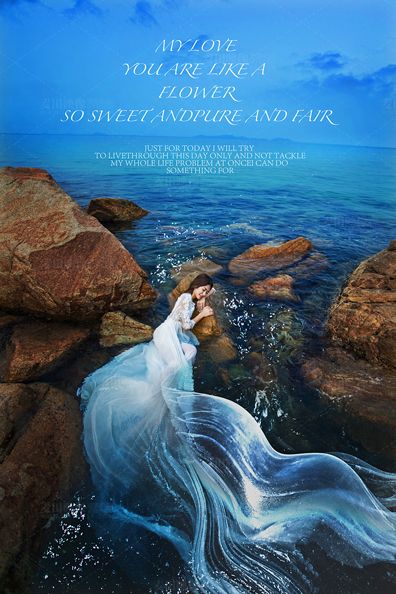 MY LOVE
YOU ARE LIKE A
FLOWER
SO SWEET ANDPURE AND FAIR
JUST FOR TODAY I WILL TRY
TO LIVETHROUGH THIS DAY ONLY AND NOT TACKLE
MY WHOLE LIFE PROBLEM AT ONCE! CAN DO
SOMETHING FOR